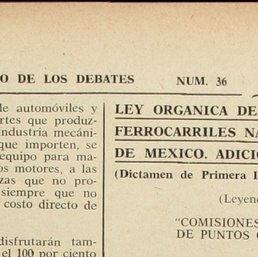 O DE LOS DEBATES NUM. 36
de automóviles y
rtes que produz-
industria mecáni-
que importen, se
equipo para ma-
os motores, a las
zas que no pro-
siempre que no
costo directo de
disfrutarán tam-
el 100 por ciento
LEY ORGANICA DE
FERROCARRILES NA
DE MEXICO. ADICIO
(Dictamen de Primera L
(Leyen
"COMISIONES
DE PUNTOS C